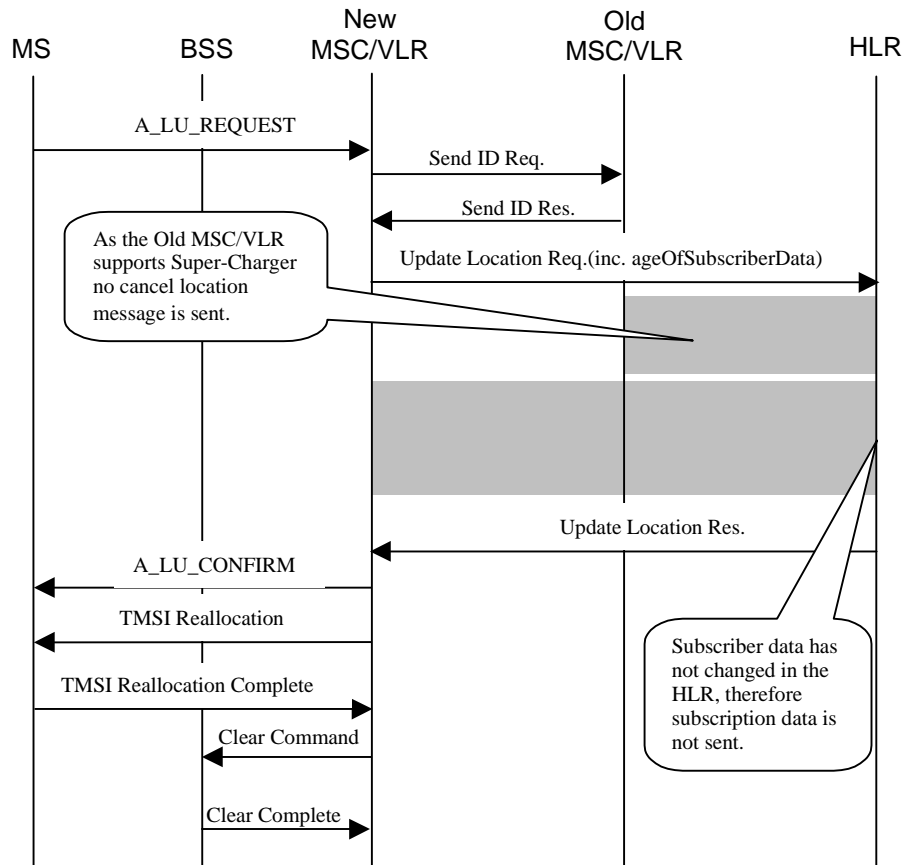 MS
BSS
New
MSC/VLR
Old
MSC/VLR
HLR
A_LU_REQUEST
Send ID Req.
Send ID Res.
As the Old MSC/VLR
supports Super-Charger
no cancel location
message is sent.
Update Location Req.(inc. ageOfSubscriberData)
Update Location Res.
A_LU_CONFIRM
TMSI Reallocation
Subscriber data has
not changed in the
HLR, therefore
subscription data is
not sent.
TMSI Reallocation Complete
Clear Command
Clear Complete